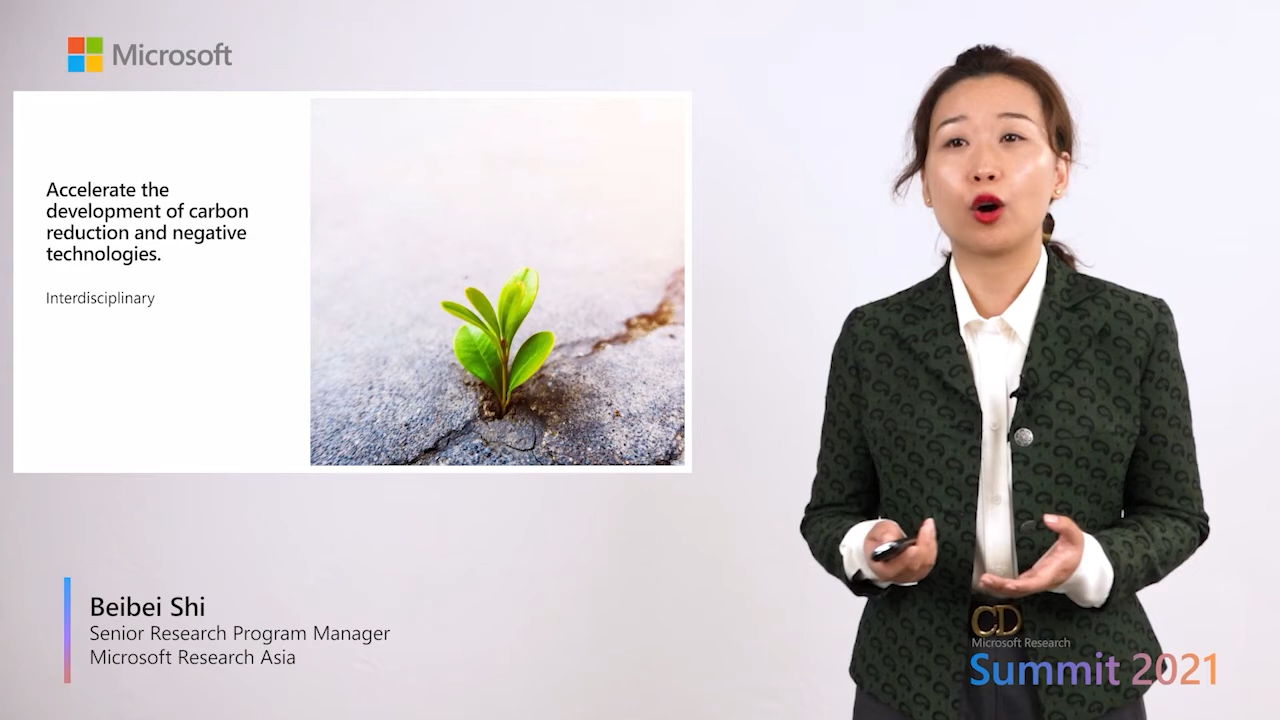 Microsoft
Accelerate the
development of carbon
reduction and negative
technologies.
Interdisciplinary
Beibei Shi
Senior Research Program Manager
Microsoft Research Asia
CD
Microsoft Research
Summit 2021